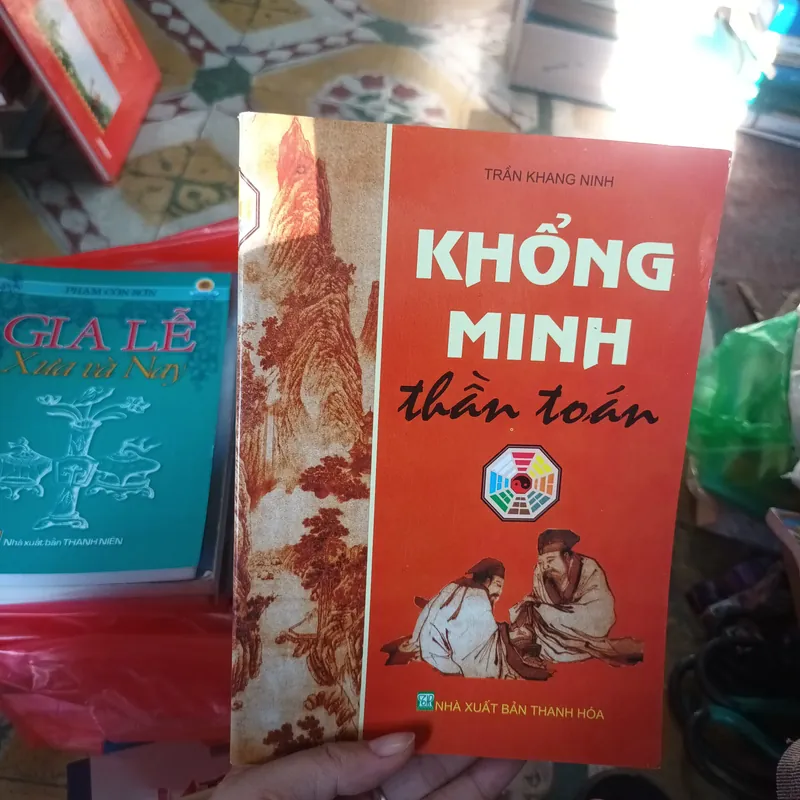 TRẦN KHANG NINH
KHỔNG
MINH
thần toán
NHÀ XUẤT BẢN THANH HÓA
PHẠM CÔN SƠN
GIA LỄ
Xưa và Nay
Nhà xuất bản THANH NIÊN